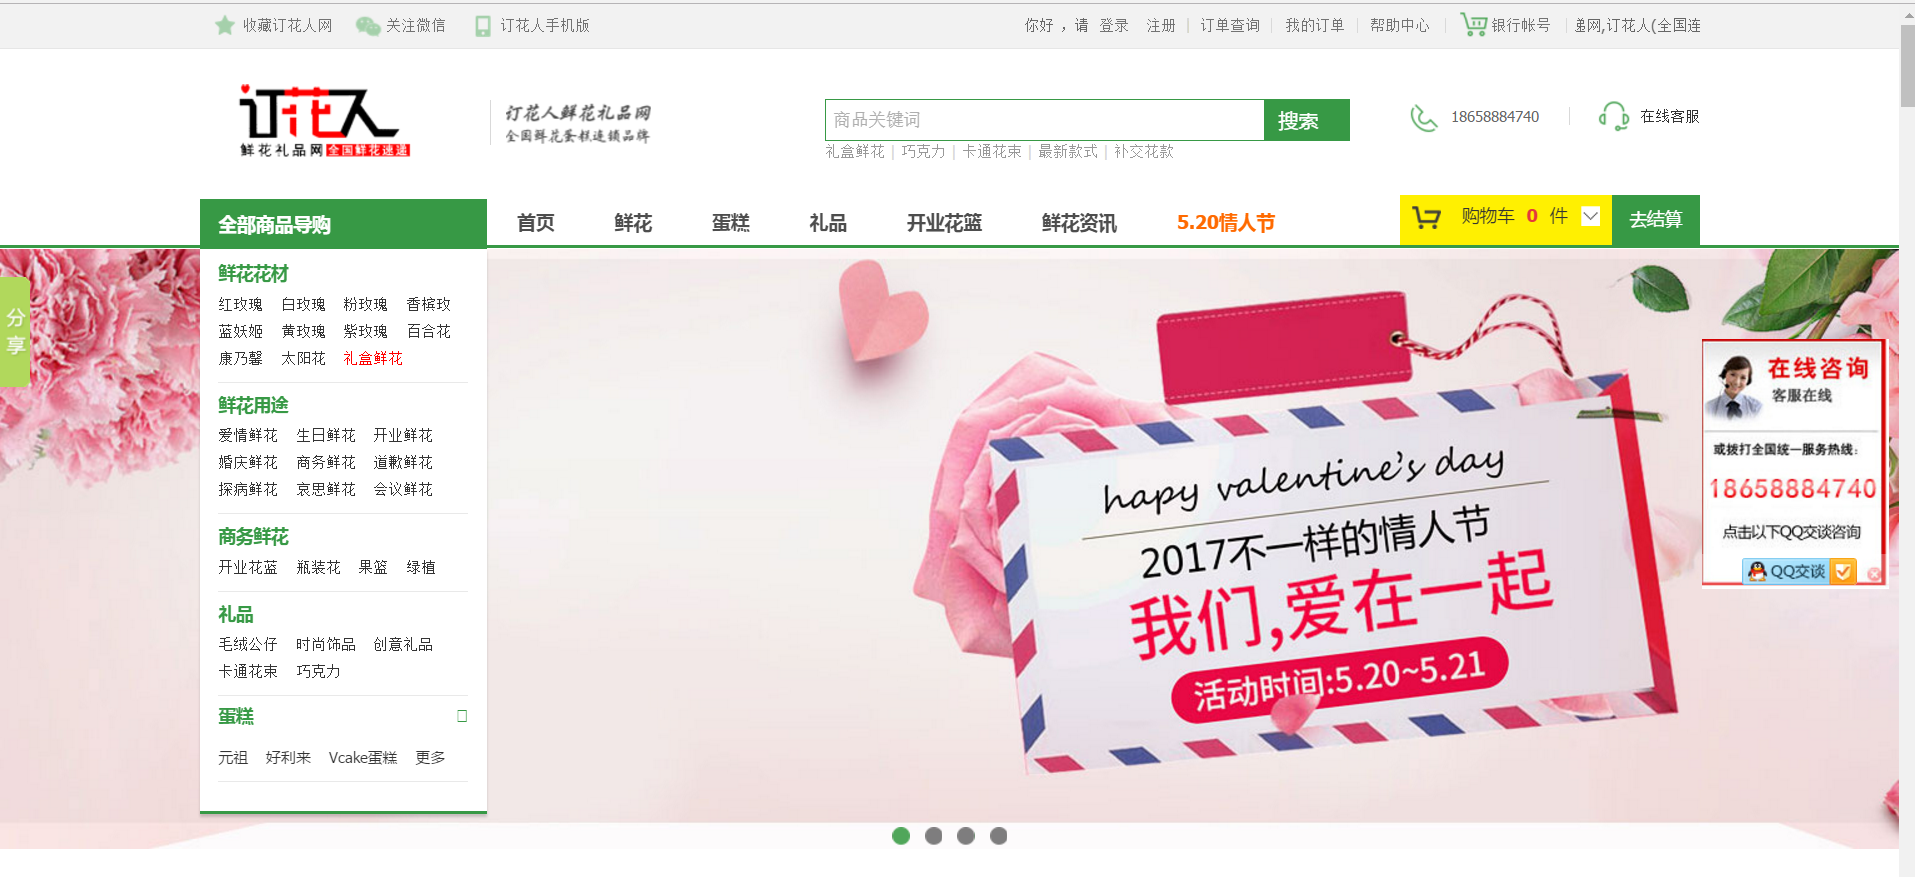 收藏订花人网 关注微信 订花人手机版 你好 ，请 登录 注册 | 订单查询 | 我的订单 | 帮助中心 | 银行帐号 | 网,订花人(全国连
订花人
鲜花礼品网 全国鲜花速递
订花人鲜花礼品网
全国鲜花蛋糕连锁品牌
商品关键词 搜索
礼盒鲜花 | 巧克力 | 卡通花束 | 最新款式 | 补交花款
18658884740 在线客服
全部商品导购 首页 鲜花 蛋糕 礼品 开业花篮 鲜花资讯 5.20情人节 购物车 0 件 去结算
鲜花花材
红玫瑰 白玫瑰 粉玫瑰 香槟玫
蓝妖姬 黄玫瑰 紫玫瑰 百合花
康乃馨 太阳花 礼盒鲜花
鲜花用途
爱情鲜花 生日鲜花 开业鲜花
婚庆鲜花 商务鲜花 道歉鲜花
探病鲜花 哀思鲜花 会议鲜花
商务鲜花
开业花蓝 瓶装花 果篮 绿植
礼品
毛绒公仔 时尚饰品 创意礼品
卡通花束 巧克力
蛋糕
元祖 好利来 Vcake蛋糕 更多
分享
hapy valentine's day
2017不一样的情人节
我们,爱在一起
活动时间:5.20~5.21
在线咨询
客服在线
或拨打全国统一服务热线：
18658884740
点击以下QQ交谈咨询
QQ交谈